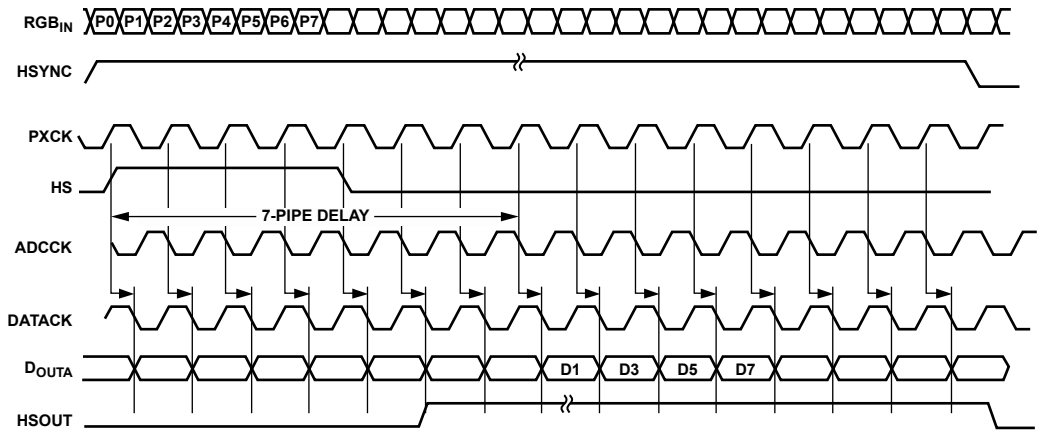 RGBIN P0 P1 P2 P3 P4 P5 P6 P7
HSYNC
PXCK
HS
7-PIPE DELAY
ADCCK
DATACK
DOUTA D1 D3 D5 D7
HSOUT